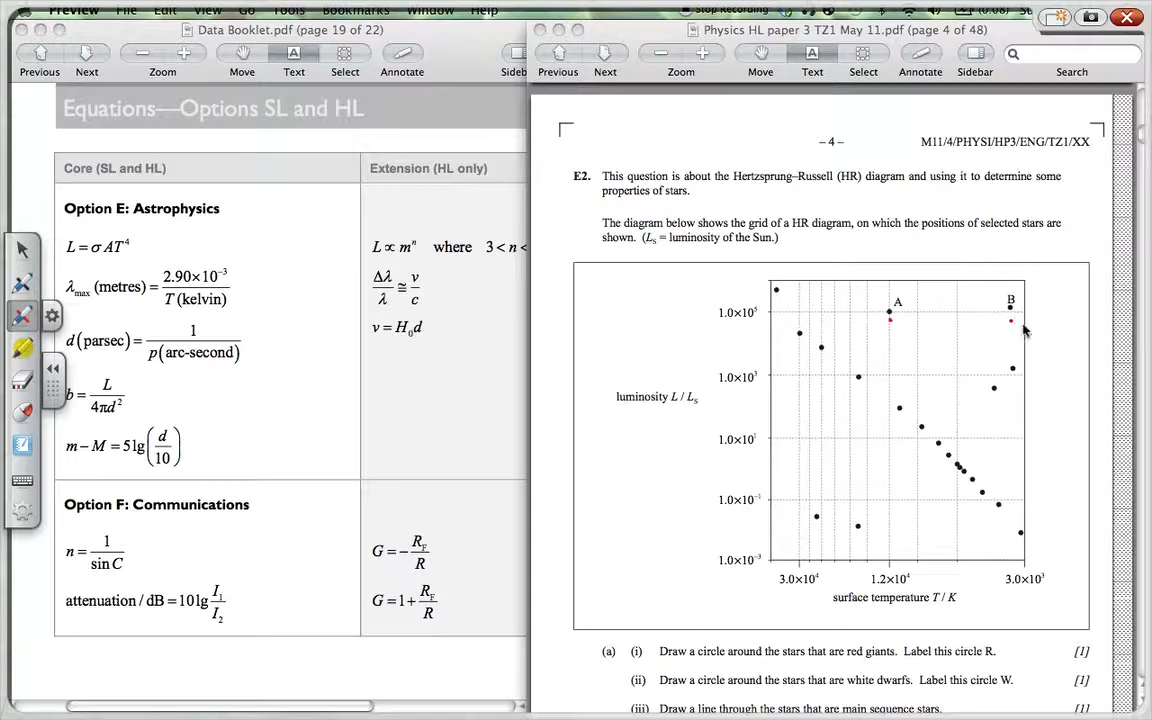 Preview File Edit View Go Tools Bookmarks Window Help Stop Recording (0:08)
Data Booklet.pdf (page 19 of 22)
Previous Next Zoom Move Text Select Annotate Sideb
Equations—Options SL and HL
Core (SL and HL) Extension (HL only)
Option E: Astrophysics
L = σAT⁴ L ∝ mⁿ where 3 < n <
λmax (metres) = 2.90×10⁻³ / T(kelvin) Δλ/λ ≅ v/c
d(parsec) = 1 / p(arc-second) v = H₀d
b = L / 4πd²
m − M = 5 lg(d/10)
Option F: Communications
n = 1 / sin C G = − RF / R
attenuation / dB = 10 lg I₁/I₂ G = 1 + RF / R
Physics HL paper 3 TZ1 May 11.pdf (page 4 of 48)
Previous Next Zoom Move Text Select Annotate Sidebar Search
– 4 – M11/4/PHYSI/HP3/ENG/TZ1/XX
E2. This question is about the Hertzsprung–Russell (HR) diagram and using it to determine some
properties of stars.
The diagram below shows the grid of a HR diagram, on which the positions of selected stars are
shown. (LS = luminosity of the Sun.)
A B
1.0×10⁵
1.0×10³
luminosity L / LS
1.0×10¹
1.0×10⁻¹
1.0×10⁻³
3.0×10⁴ 1.2×10⁴ 3.0×10³
surface temperature T / K
(a) (i) Draw a circle around the stars that are red giants. Label this circle R. [1]
(ii) Draw a circle around the stars that are white dwarfs. Label this circle W. [1]
(iii) Draw a line through the stars that are main sequence stars. [1]